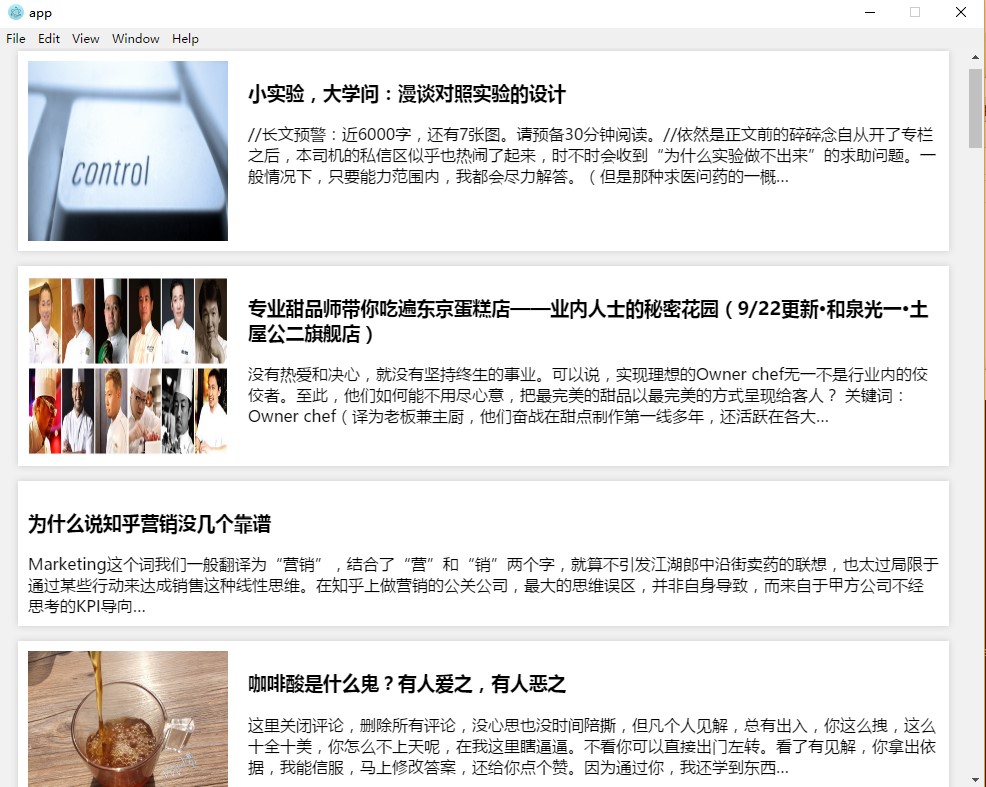 app
File Edit View Window Help
control
小实验，大学问：漫谈对照实验的设计
//长文预警：近6000字，还有7张图。请预备30分钟阅读。//依然是正文前的碎碎念自从开了专栏
之后，本司机的私信区似乎也热闹了起来，时不时会收到“为什么实验做不出来”的求助问题。一
般情况下，只要能力范围内，我都会尽力解答。（但是那种求医问药的一概...
专业甜品师带你吃遍东京蛋糕店——业内人士的秘密花园（9/22更新•和泉光一•土
屋公二旗舰店）
没有热爱和决心，就没有坚持终生的事业。可以说，实现理想的Owner chef无一不是行业内的佼
佼者。至此，他们如何能不用尽心意，把最完美的甜品以最完美的方式呈现给客人？ 关键词：
Owner chef（译为老板兼主厨，他们奋战在甜点制作第一线多年，还活跃在各大...
为什么说知乎营销没几个靠谱
Marketing这个词我们一般翻译为“营销”，结合了“营”和“销”两个字，就算不引发江湖郎中沿街卖药的联想，也太过局限于
通过某些行动来达成销售这种线性思维。在知乎上做营销的公关公司，最大的思维误区，并非自身导致，而来自于甲方公司不经
思考的KPI导向...
咖啡酸是什么鬼？有人爱之，有人恶之
这里关闭评论，删除所有评论，没心思也没时间陪撕，但凡个人见解，总有出入，你这么拽，这么
十全十美，你怎么不上天呢，在我这里瞎逼逼。不看你可以直接出门左转。看了有见解，你拿出依
据，我能信服，马上修改答案，还给你点个赞。因为通过你，我还学到东西...